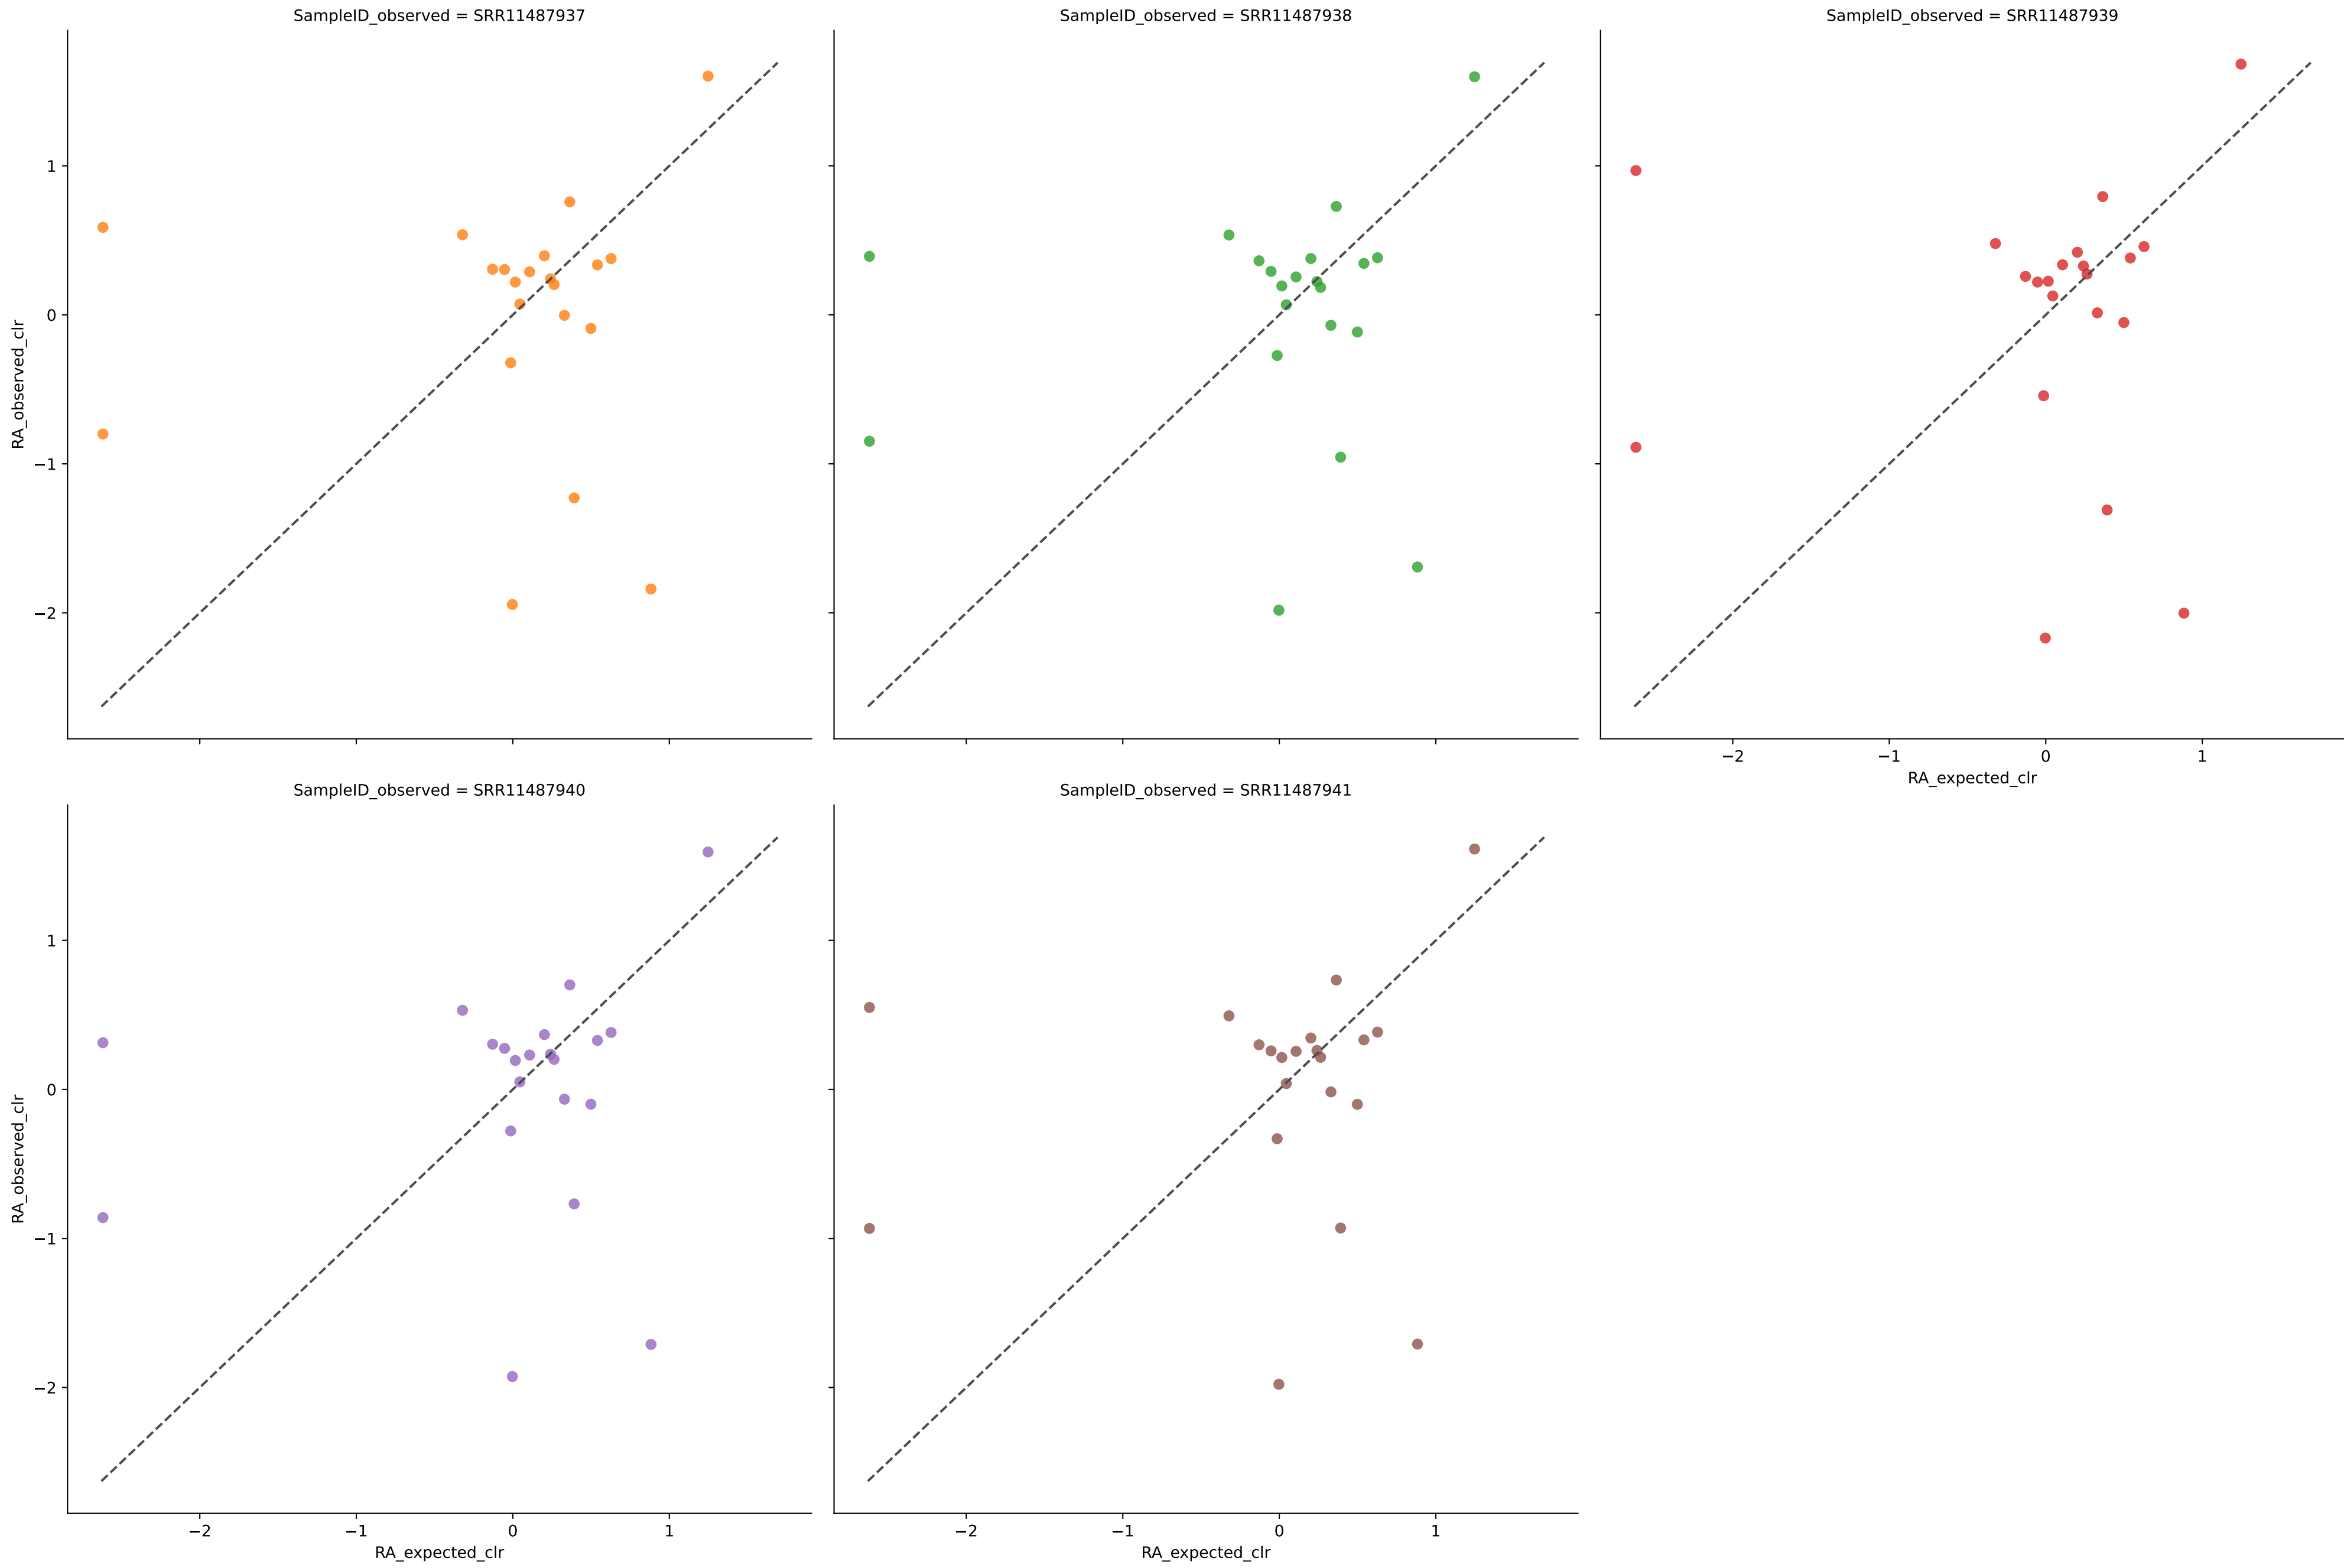 SampleID_observed = SRR11487937
SampleID_observed = SRR11487938
SampleID_observed = SRR11487939
RA_observed_clr
1
0
−1
−2
−2
−1
0
1
RA_expected_clr
SampleID_observed = SRR11487940
SampleID_observed = SRR11487941
RA_observed_clr
1
0
−1
−2
−2
−1
0
1
RA_expected_clr
−2
−1
0
1
RA_expected_clr